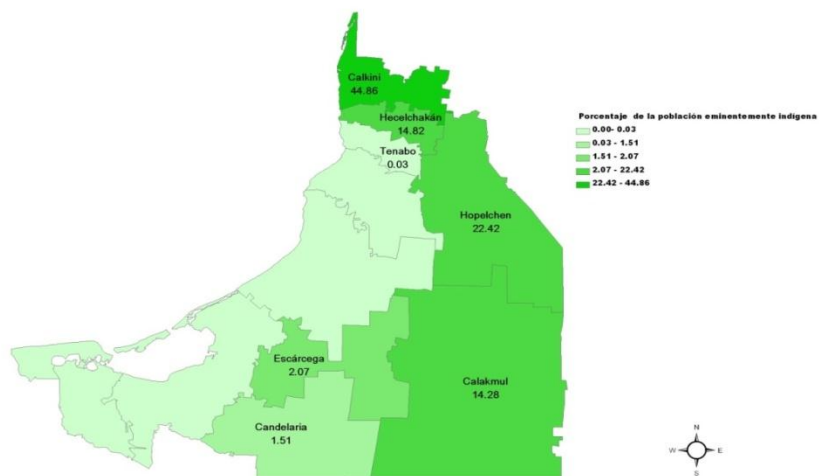 Calkiní
44.86
Hecelchakán
14.82
Tenabo
0.03
Hopelchen
22.42
Escárcega
2.07
Calakmul
14.28
Candelaria
1.51
Porcentaje de la población eminentemente indígena
0.00- 0.03
0.03 - 1.51
1.51 - 2.07
2.07 - 22.42
22.42 - 44.86
N
W E
S